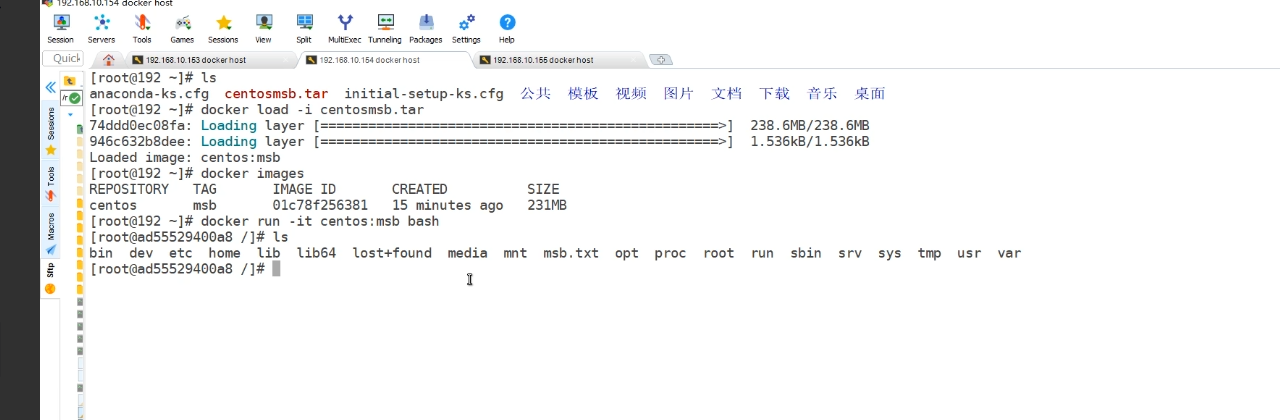 192.168.10.154 docker host
Session Servers Tools Games Sessions View Split MultiExec Tunneling Packages Settings Help
Quick
192.168.10.153 docker host
192.168.10.154 docker host
192.168.10.155 docker host
Sessions
Tools
Macros
Sftp
/r
[root@192 ~]# ls
anaconda-ks.cfg centosmsb.tar initial-setup-ks.cfg 公共 模板 视频 图片 文档 下载 音乐 桌面
[root@192 ~]# docker load -i centosmsb.tar
74ddd0ec08fa: Loading layer [==================================================>] 238.6MB/238.6MB
946c632b8dee: Loading layer [==================================================>] 1.536kB/1.536kB
Loaded image: centos:msb
[root@192 ~]# docker images
REPOSITORY TAG IMAGE ID CREATED SIZE
centos msb 01c78f256381 15 minutes ago 231MB
[root@192 ~]# docker run -it centos:msb bash
[root@ad55529400a8 /]# ls
bin dev etc home lib lib64 lost+found media mnt msb.txt opt proc root run sbin srv sys tmp usr var
[root@ad55529400a8 /]#